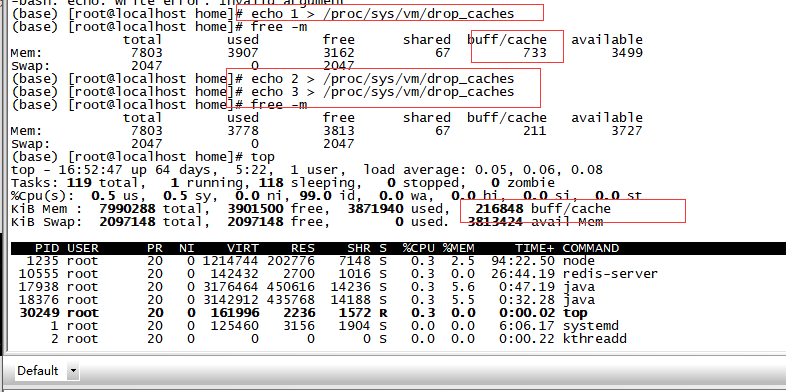 -bash: echo: write error: Invalid argument
(base) [root@localhost home]# echo 1 > /proc/sys/vm/drop_caches
(base) [root@localhost home]# free -m
total used free shared buff/cache available
Mem: 7803 3907 3162 67 733 3499
Swap: 2047 0 2047
(base) [root@localhost home]# echo 2 > /proc/sys/vm/drop_caches
(base) [root@localhost home]# echo 3 > /proc/sys/vm/drop_caches
(base) [root@localhost home]# free -m
total used free shared buff/cache available
Mem: 7803 3778 3813 67 211 3727
Swap: 2047 0 2047
(base) [root@localhost home]# top
top - 16:52:47 up 64 days, 5:22, 1 user, load average: 0.05, 0.06, 0.08
Tasks: 119 total, 1 running, 118 sleeping, 0 stopped, 0 zombie
%Cpu(s): 0.5 us, 0.5 sy, 0.0 ni, 99.0 id, 0.0 wa, 0.0 hi, 0.0 si, 0.0 st
KiB Mem : 7990288 total, 3901500 free, 3871940 used, 216848 buff/cache
KiB Swap: 2097148 total, 2097148 free, 0 used. 3813424 avail Mem
PID USER PR NI VIRT RES SHR S %CPU %MEM TIME+ COMMAND
1235 root 20 0 1214744 202776 7148 S 0.3 2.5 94:22.50 node
10555 root 20 0 142432 2700 1016 S 0.3 0.0 26:44.19 redis-server
17938 root 20 0 3176464 450616 14236 S 0.3 5.6 0:47.19 java
18376 root 20 0 3142912 435768 14188 S 0.3 5.5 0:32.28 java
30249 root 20 0 161996 2236 1572 R 0.3 0.0 0:00.02 top
1 root 20 0 125460 3156 1904 S 0.0 0.0 6:06.17 systemd
2 root 20 0 0 0 0 S 0.0 0.0 0:00.22 kthreadd
Default